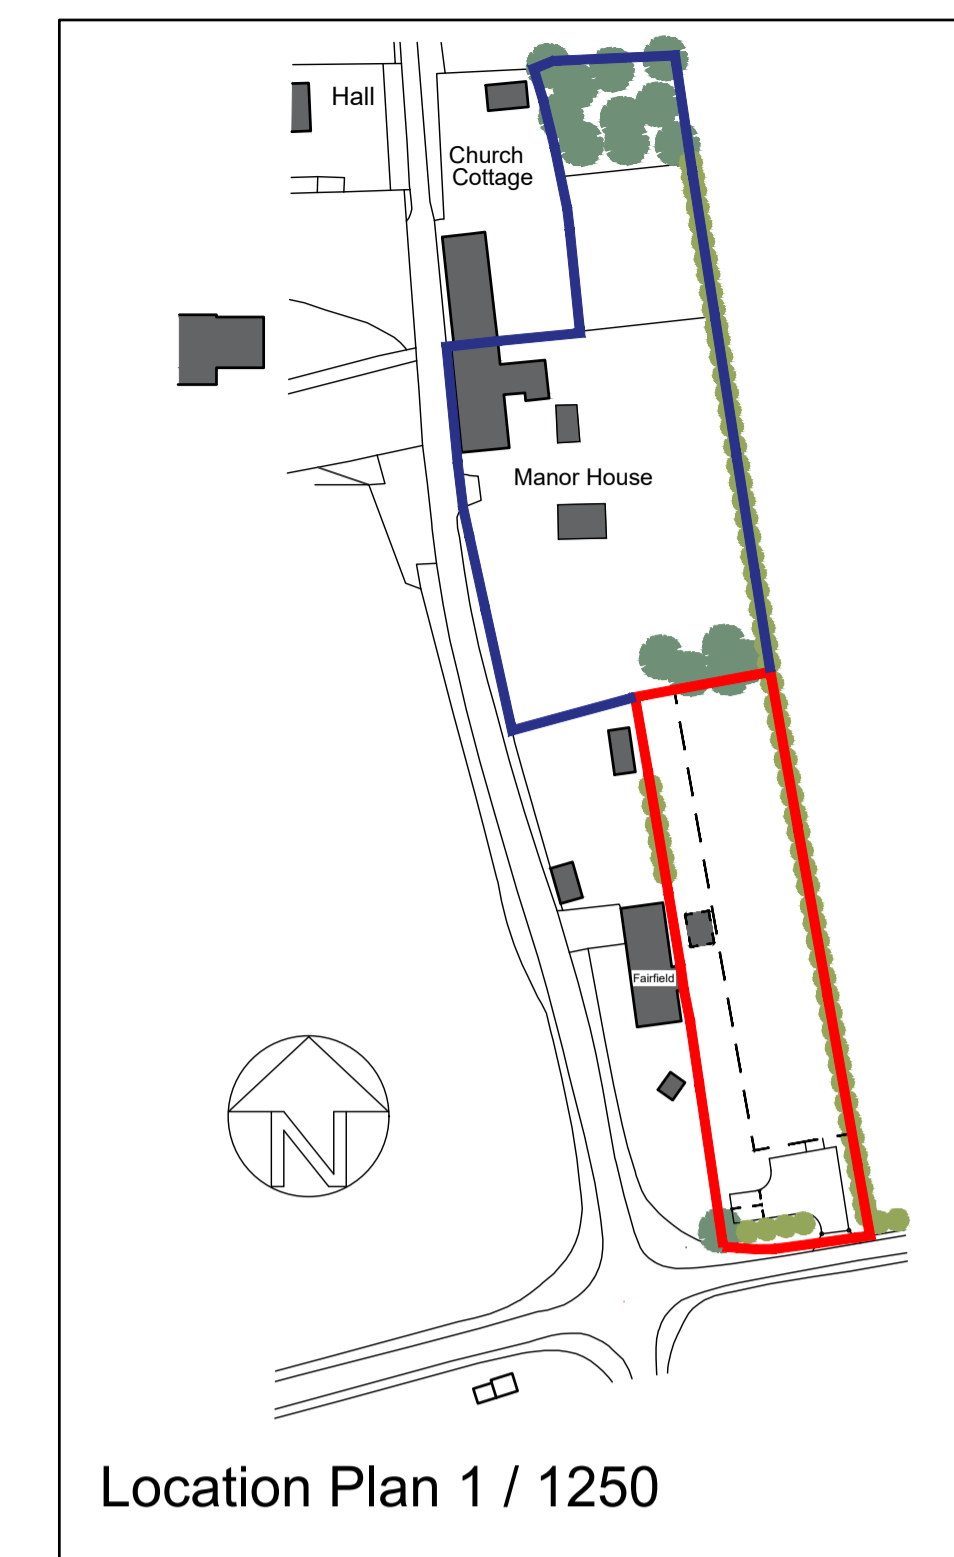 Hall
Church
Cottage
Manor House
Fairfield
N
Location Plan 1 / 1250